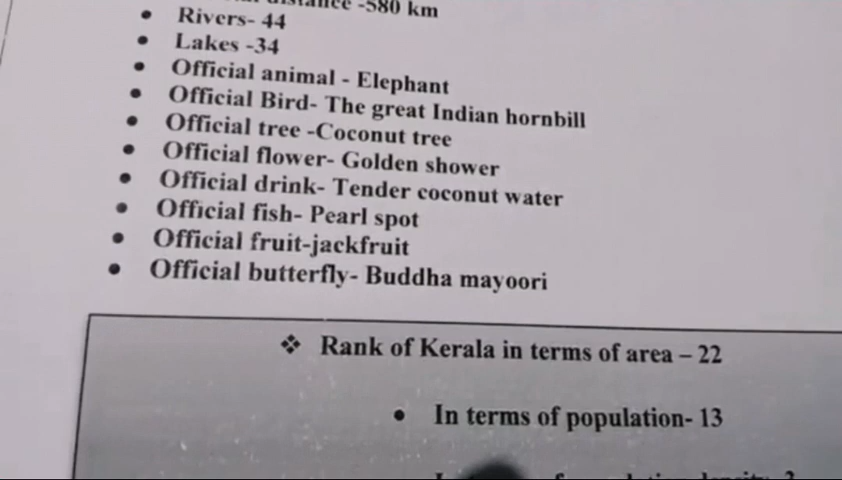 -580 km
Rivers- 44
Lakes -34
Official animal - Elephant
Official Bird- The great Indian hornbill
Official tree -Coconut tree
Official flower- Golden shower
Official drink- Tender coconut water
Official fish- Pearl spot
Official fruit-jackfruit
Official butterfly- Buddha mayoori
Rank of Kerala in terms of area – 22
In terms of population- 13